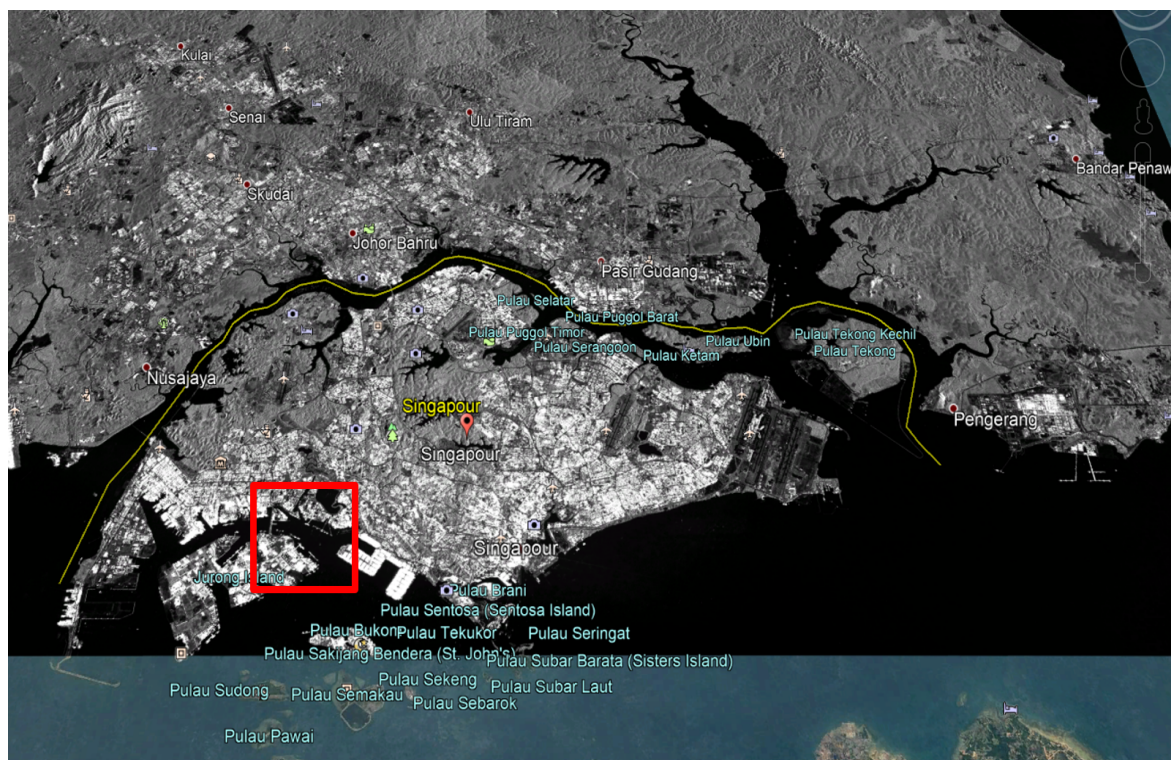 Kulai
Senai
Ulu Tiram
Bandar Penaw
Skudai
Johor Bahru
Pasir Gudang
Pulau Selatar
Pulau Puggol Barat
Pulau Puggol Timor
Pulau Serangoon
Pulau Ubin
Pulau Ketam
Pulau Tekong Kechil
Pulau Tekong
Nusajaya
Singapour
Pengerang
Singapour
Singapour
Jurong Island
Pulau Brani
Pulau Sentosa (Sentosa Island)
Pulau Bukom
Pulau Tekukor
Pulau Seringat
Pulau Sakijang Bendera (St. John's)
Pulau Subar Barata (Sisters Island)
Pulau Sekeng
Pulau Sudong
Pulau Semakau
Pulau Subar Laut
Pulau Sebarok
Pulau Pawai